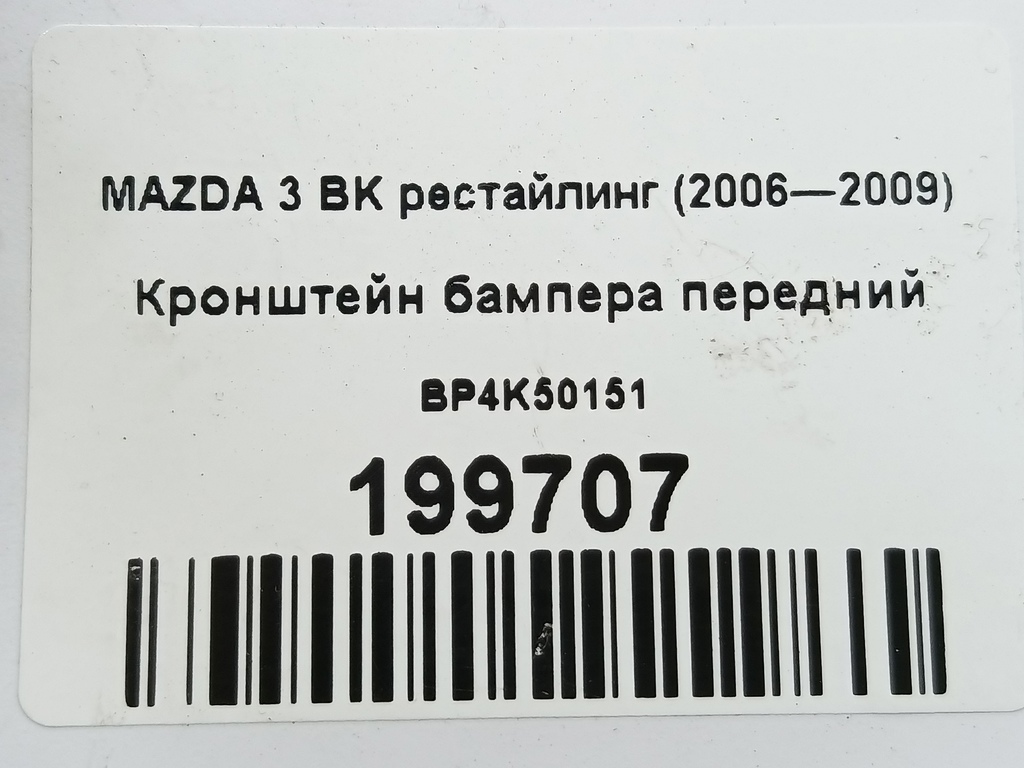 MAZDA 3 BK рестайлинг (2006—2009)
Кронштейн бампера передний
BP4K50151
199707